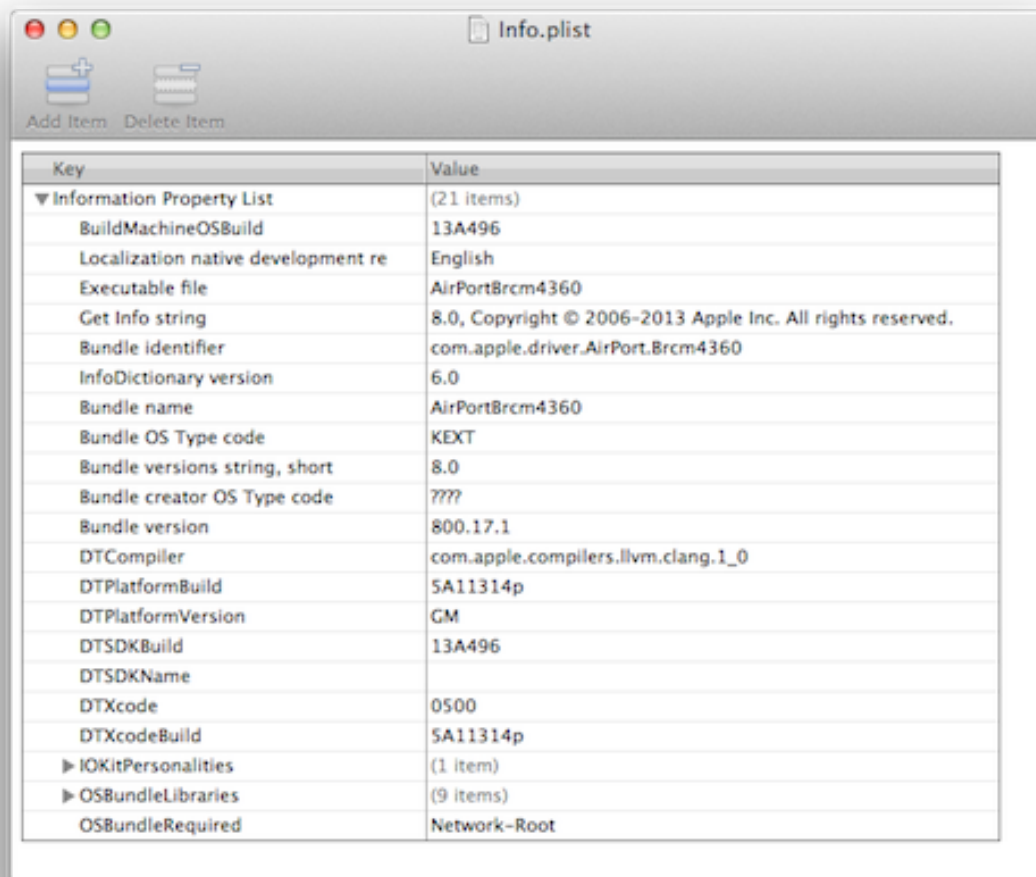 Info.plist
Add Item Delete Item
Key Value
Information Property List (21 items)
BuildMachineOSBuild 13A496
Localization native development re English
Executable file AirPortBrcm4360
Get Info string 8.0, Copyright © 2006-2013 Apple Inc. All rights reserved.
Bundle identifier com.apple.driver.AirPort.Brcm4360
InfoDictionary version 6.0
Bundle name AirPortBrcm4360
Bundle OS Type code KEXT
Bundle versions string, short 8.0
Bundle creator OS Type code ????
Bundle version 800.17.1
DTCompiler com.apple.compilers.llvm.clang.1_0
DTPlatformBuild 5A11314p
DTPlatformVersion GM
DTSDKBuild 13A496
DTSDKName
DTXcode 0500
DTXcodeBuild 5A11314p
IOKitPersonalities (1 item)
OSBundleLibraries (9 items)
OSBundleRequired Network-Root